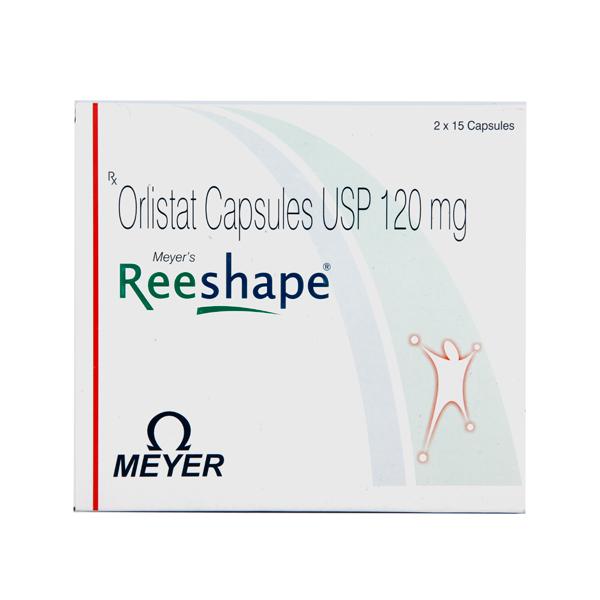 2 x 15 Capsules
Rx Orlistat Capsules USP 120 mg
Meyer's
Reeshape®
MEYER